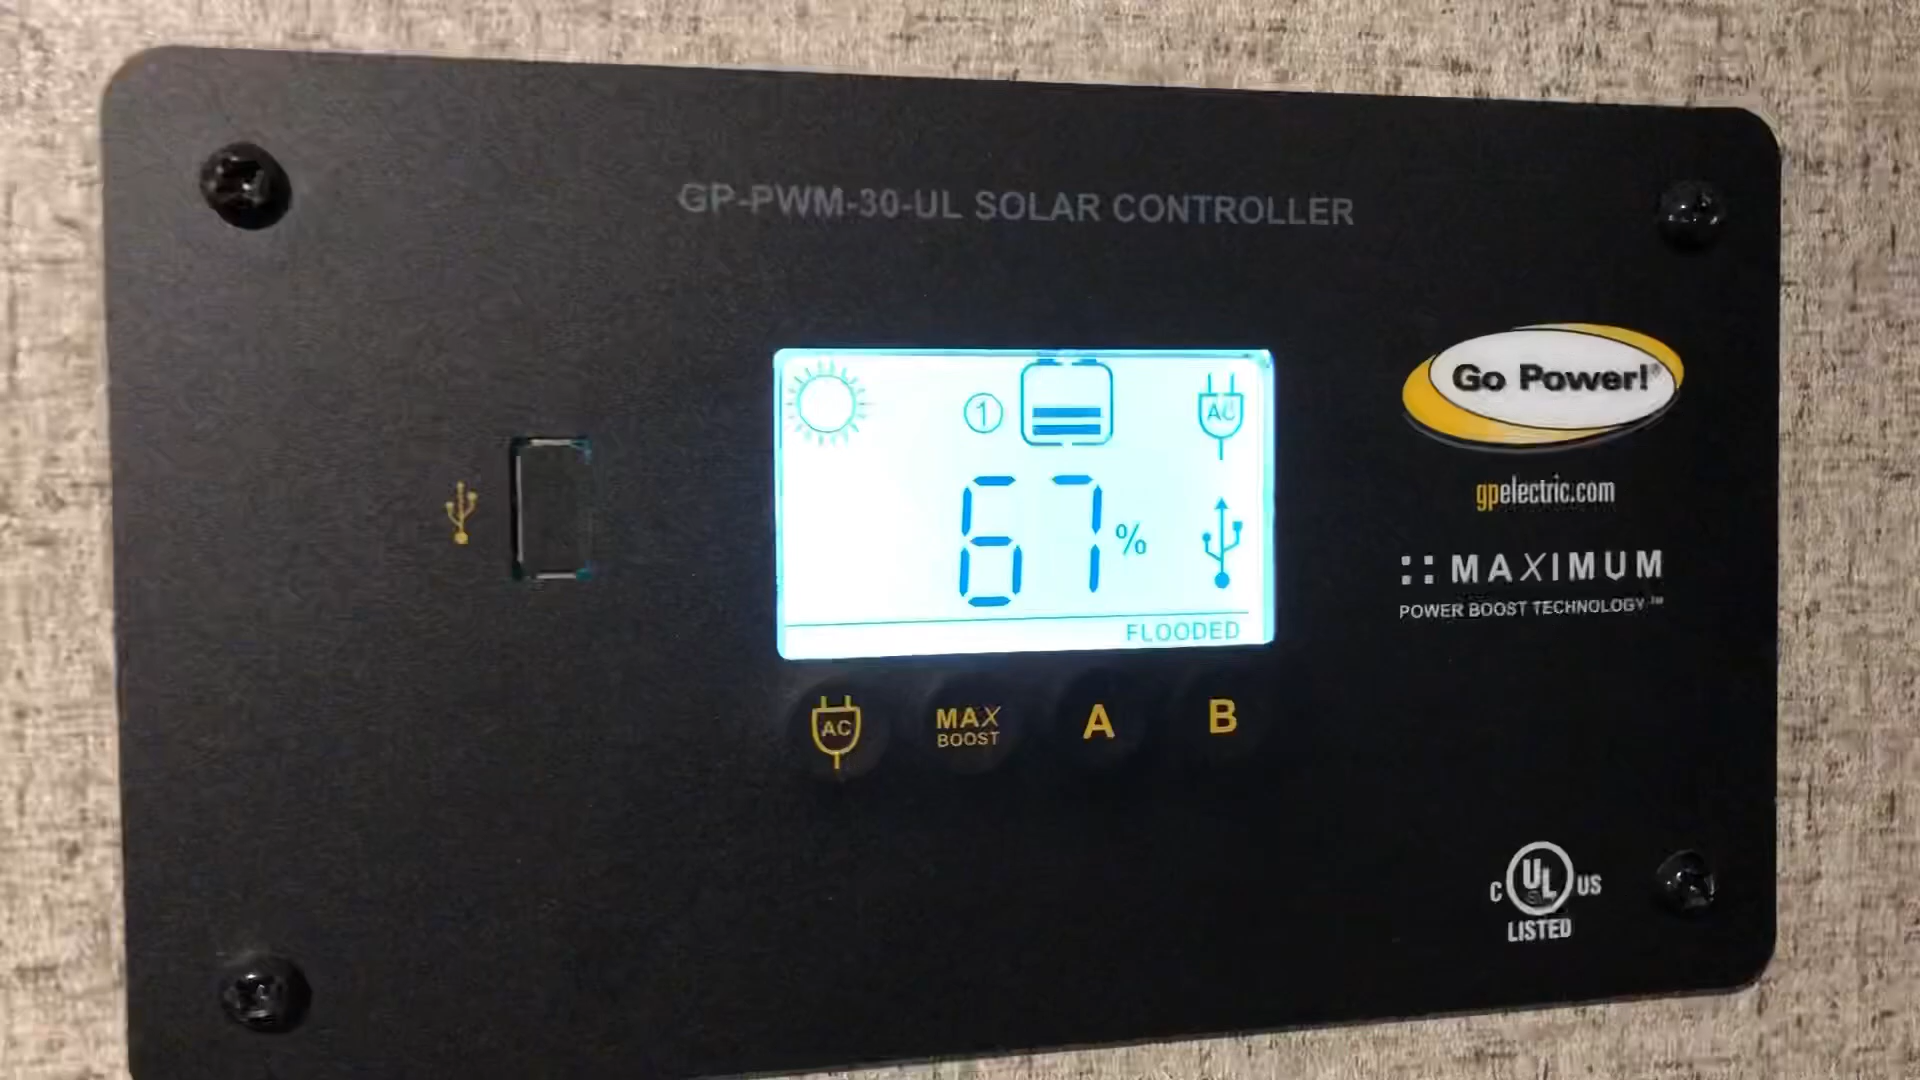 GP-PWM-30-UL SOLAR CONTROLLER
Go Power!®
gpelectric.com
MAXIMUM
POWER BOOST TECHNOLOGY™
1
AC
67 %
FLOODED
AC
MAX
BOOST
A
B
C UL US
LISTED